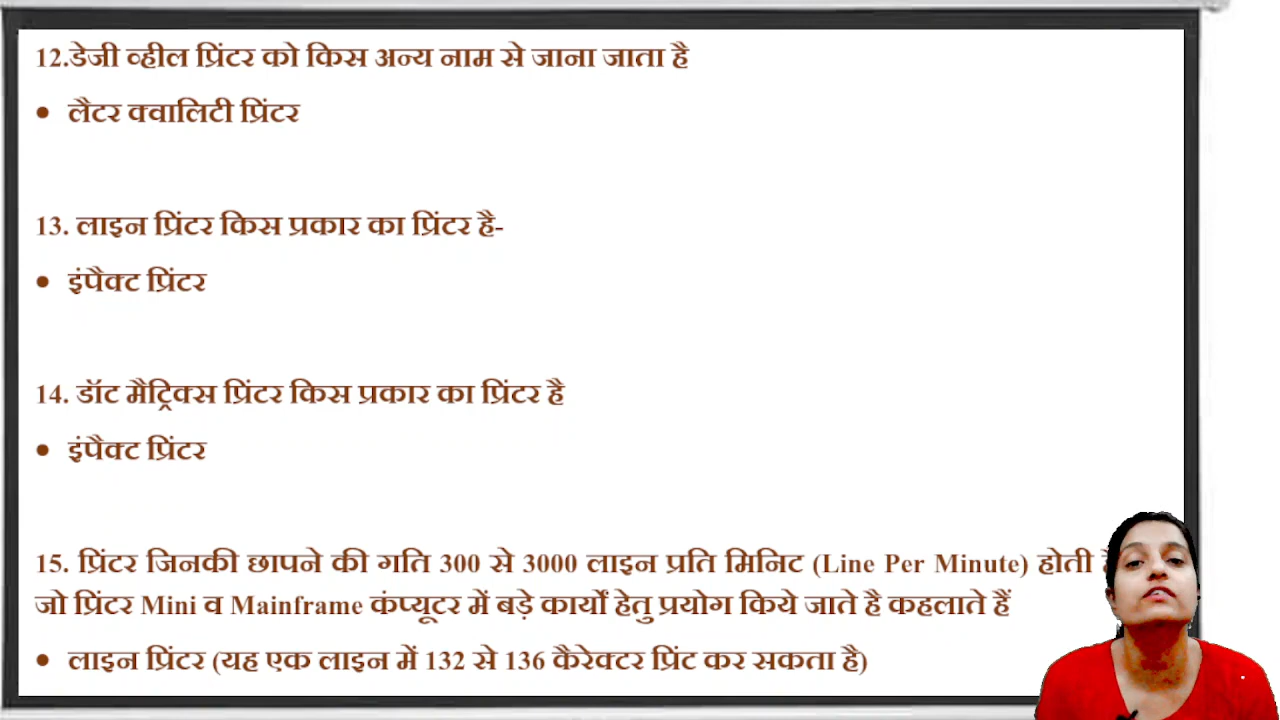 12.डेजी व्हील प्रिंटर को किस अन्य नाम से जाना जाता है
• लैटर क्वालिटी प्रिंटर
13. लाइन प्रिंटर किस प्रकार का प्रिंटर है-
• इंपैक्ट प्रिंटर
14. डॉट मैट्रिक्स प्रिंटर किस प्रकार का प्रिंटर है
• इंपैक्ट प्रिंटर
15. प्रिंटर जिनकी छापने की गति 300 से 3000 लाइन प्रति मिनिट (Line Per Minute) होती
जो प्रिंटर Mini व Mainframe कंप्यूटर में बड़े कार्यों हेतु प्रयोग किये जाते है कहलाते हैं
• लाइन प्रिंटर (यह एक लाइन में 132 से 136 कैरेक्टर प्रिंट कर सकता है)